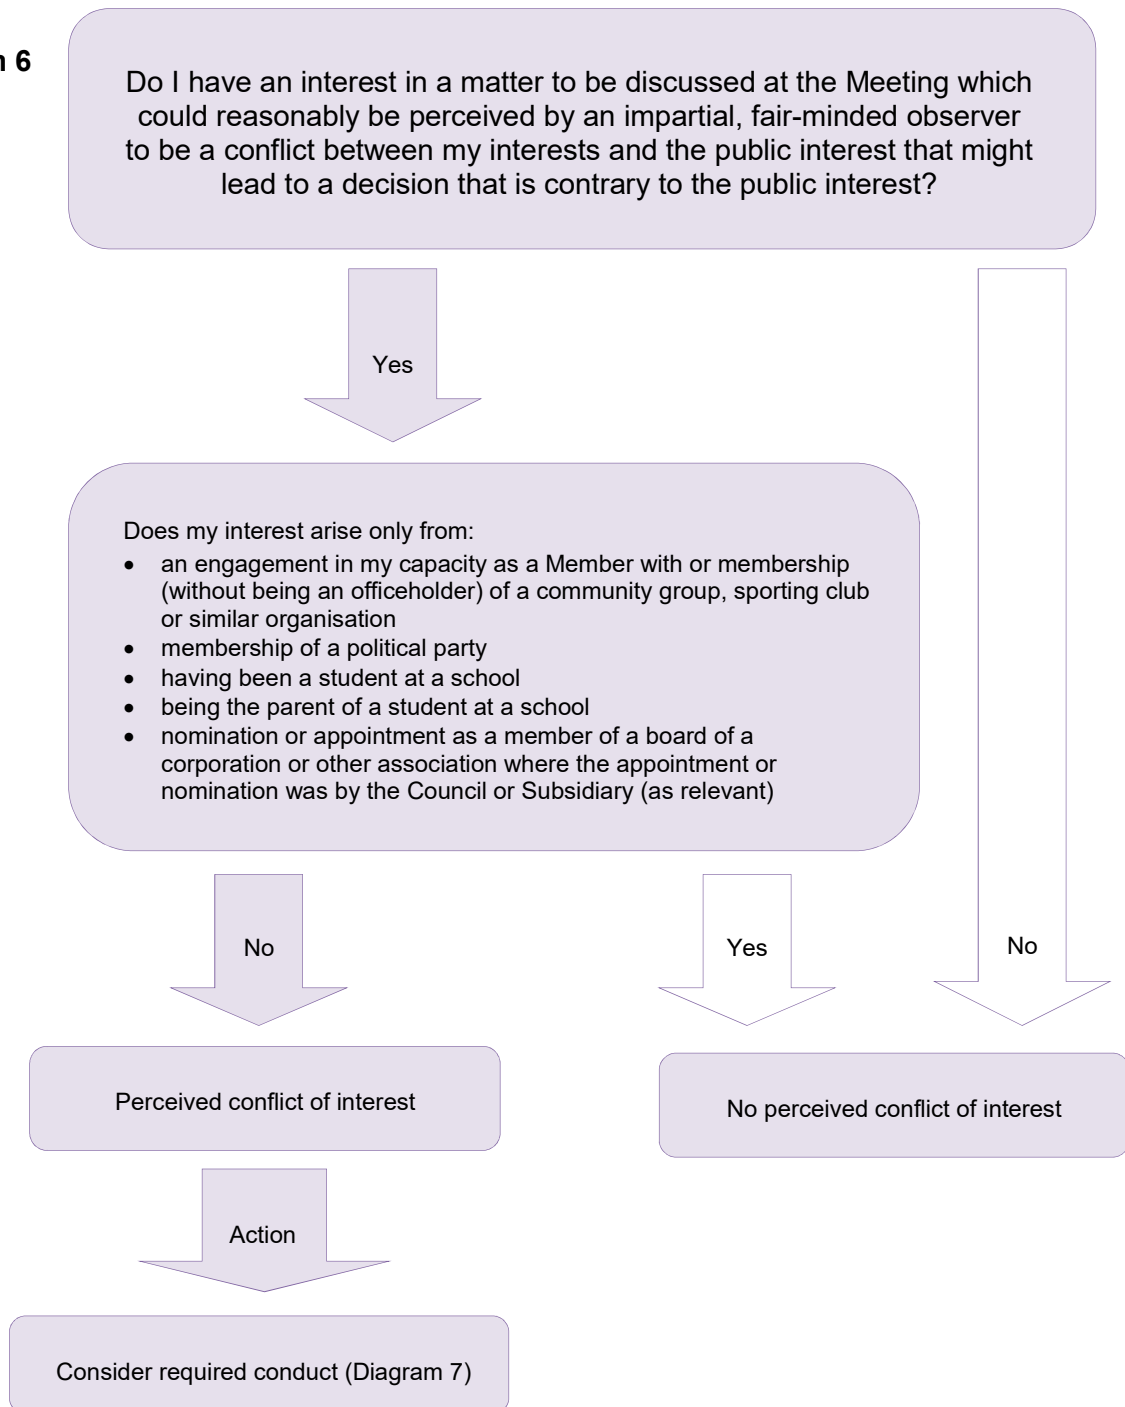 n 6
Do I have an interest in a matter to be discussed at the Meeting which
could reasonably be perceived by an impartial, fair-minded observer
to be a conflict between my interests and the public interest that might
lead to a decision that is contrary to the public interest?
Yes
Does my interest arise only from:
• an engagement in my capacity as a Member with or membership
(without being an officeholder) of a community group, sporting club
or similar organisation
• membership of a political party
• having been a student at a school
• being the parent of a student at a school
• nomination or appointment as a member of a board of a
corporation or other association where the appointment or
nomination was by the Council or Subsidiary (as relevant)
No
Yes
No
Perceived conflict of interest
No perceived conflict of interest
Action
Consider required conduct (Diagram 7)